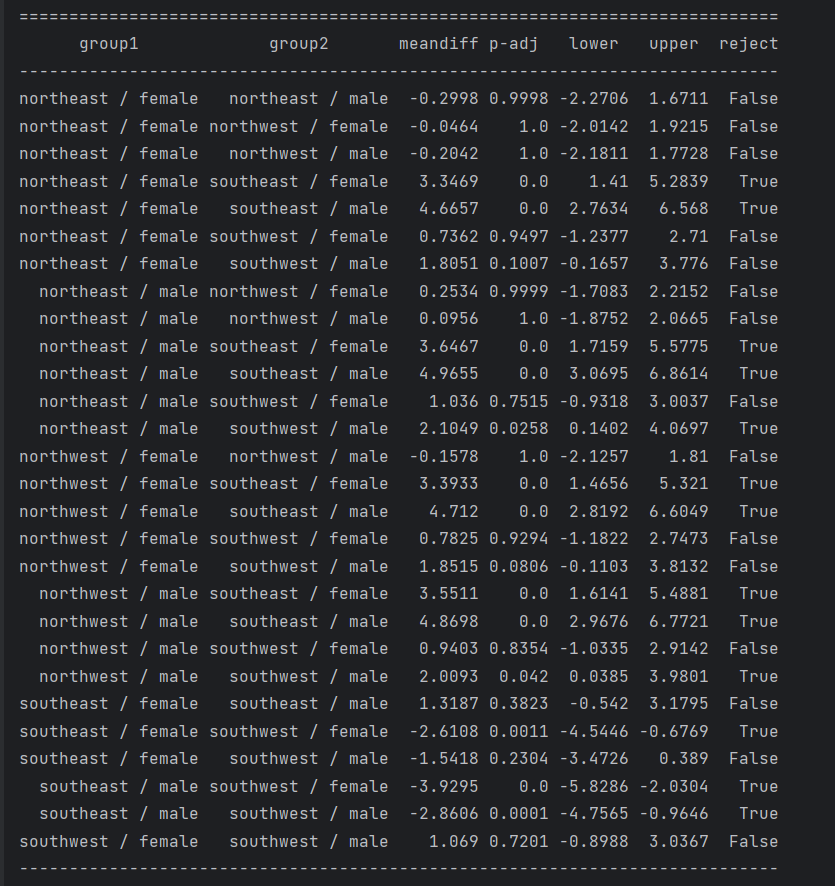 ============================================================================
      group1             group2       meandiff p-adj   lower   upper  reject
----------------------------------------------------------------------------
northeast / female   northeast / male  -0.2998 0.9998 -2.2706  1.6711  False
northeast / female northwest / female  -0.0464    1.0 -2.0142  1.9215  False
northeast / female   northwest / male  -0.2042    1.0 -2.1811  1.7728  False
northeast / female southeast / female   3.3469    0.0    1.41  5.2839   True
northeast / female   southeast / male   4.6657    0.0  2.7634   6.568   True
northeast / female southwest / female   0.7362 0.9497 -1.2377    2.71  False
northeast / female   southwest / male   1.8051 0.1007 -0.1657   3.776  False
  northeast / male northwest / female   0.2534 0.9999 -1.7083  2.2152  False
  northeast / male   northwest / male   0.0956    1.0 -1.8752  2.0665  False
  northeast / male southeast / female   3.6467    0.0  1.7159  5.5775   True
  northeast / male   southeast / male   4.9655    0.0  3.0695  6.8614   True
  northeast / male southwest / female    1.036 0.7515 -0.9318  3.0037  False
  northeast / male   southwest / male   2.1049 0.0258  0.1402  4.0697   True
northwest / female   northwest / male  -0.1578    1.0 -2.1257    1.81  False
northwest / female southeast / female   3.3933    0.0  1.4656   5.321   True
northwest / female   southeast / male    4.712    0.0  2.8192  6.6049   True
northwest / female southwest / female   0.7825 0.9294 -1.1822  2.7473  False
northwest / female   southwest / male   1.8515 0.0806 -0.1103  3.8132  False
  northwest / male southeast / female   3.5511    0.0  1.6141  5.4881   True
  northwest / male   southeast / male   4.8698    0.0  2.9676  6.7721   True
  northwest / male southwest / female   0.9403 0.8354 -1.0335  2.9142  False
  northwest / male   southwest / male   2.0093  0.042  0.0385  3.9801   True
southeast / female   southeast / male   1.3187 0.3823  -0.542  3.1795  False
southeast / female southwest / female  -2.6108 0.0011 -4.5446 -0.6769   True
southeast / female   southwest / male  -1.5418 0.2304 -3.4726   0.389  False
  southeast / male southwest / female  -3.9295    0.0 -5.8286 -2.0304   True
  southeast / male   southwest / male  -2.8606 0.0001 -4.7565 -0.9646   True
southwest / female   southwest / male    1.069 0.7201 -0.8988  3.0367  False
----------------------------------------------------------------------------